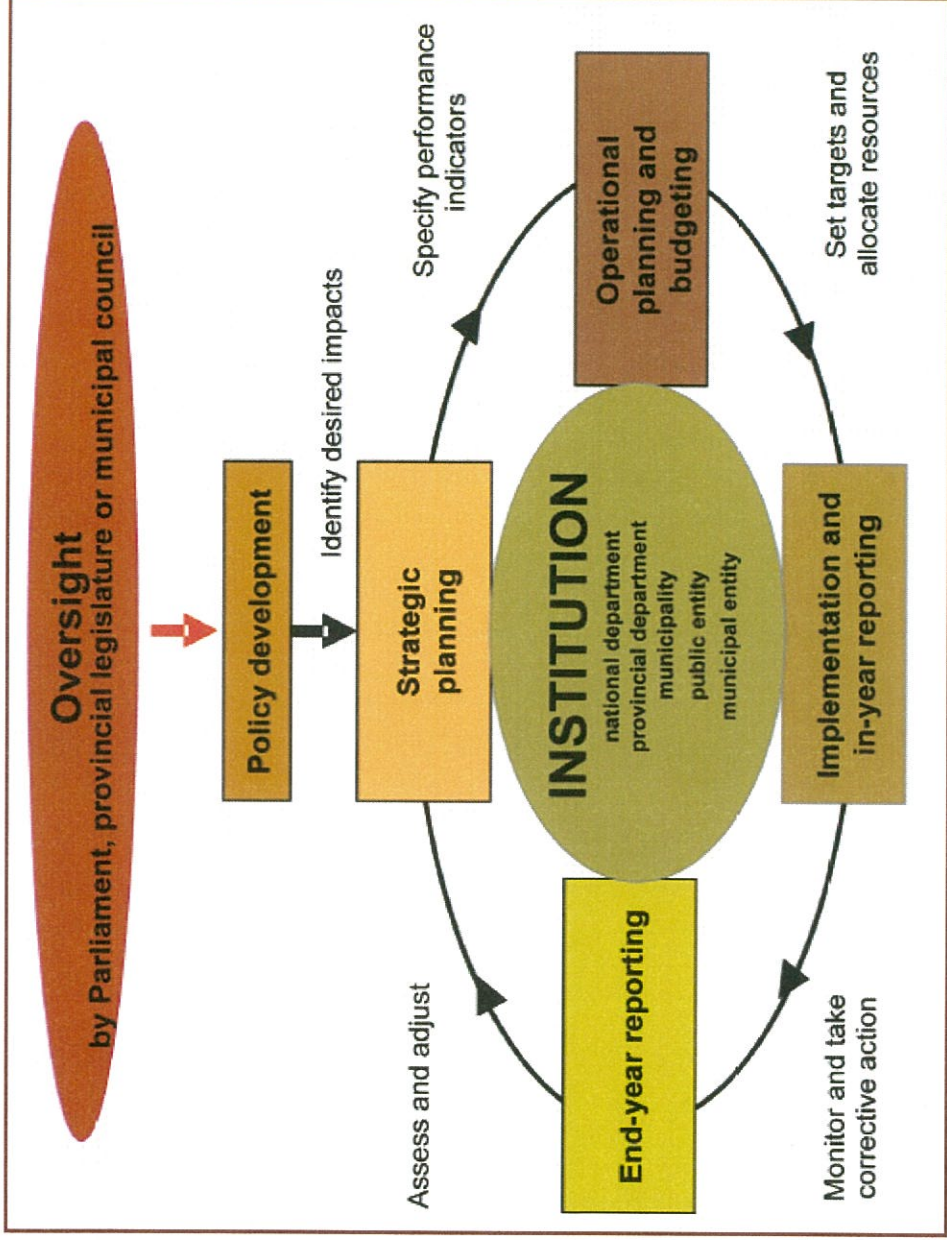 Oversight
by Parliament, provincial legislature or municipal council
Policy development
Identify desired impacts
Strategic
planning
Specify performance
indicators
Operational
planning and
budgeting
Set targets and
allocate resources
Implementation and
in-year reporting
Monitor and take
corrective action
End-year reporting
Assess and adjust
INSTITUTION
national department
provincial department
municipality
public entity
municipal entity